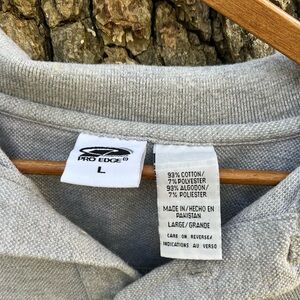 PRO EDGE®
L
93% COTTON/
7% POLYESTER
93% ALGODON/
7% POLIESTER
MADE IN/HECHO EN
PAKISTAN
LARGE/GRANDE
CARE ON REVERSE/
INDICATIONS AU VERSO